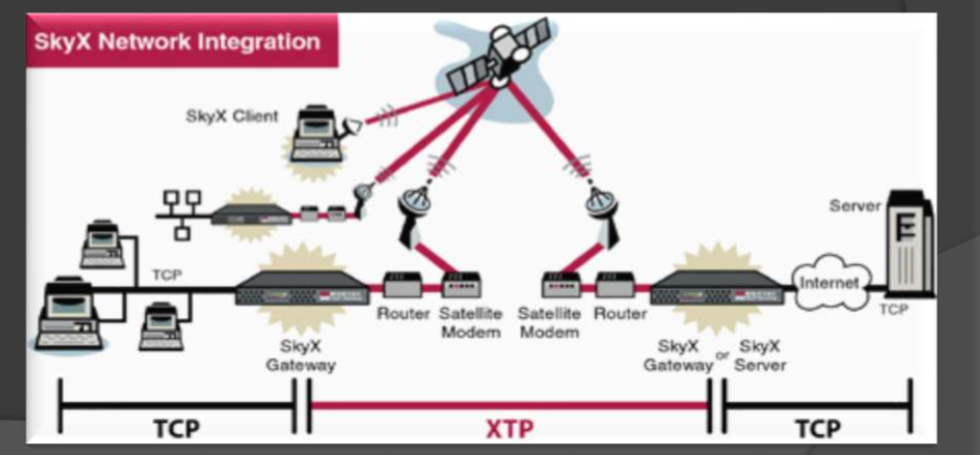 SkyX Network Integration
SkyX Client
Server
TCP
Internet
TCP
Router Satellite Modem
Satellite Modem Router
SkyX Gateway
SkyX Gateway or SkyX Server
TCP
XTP
TCP